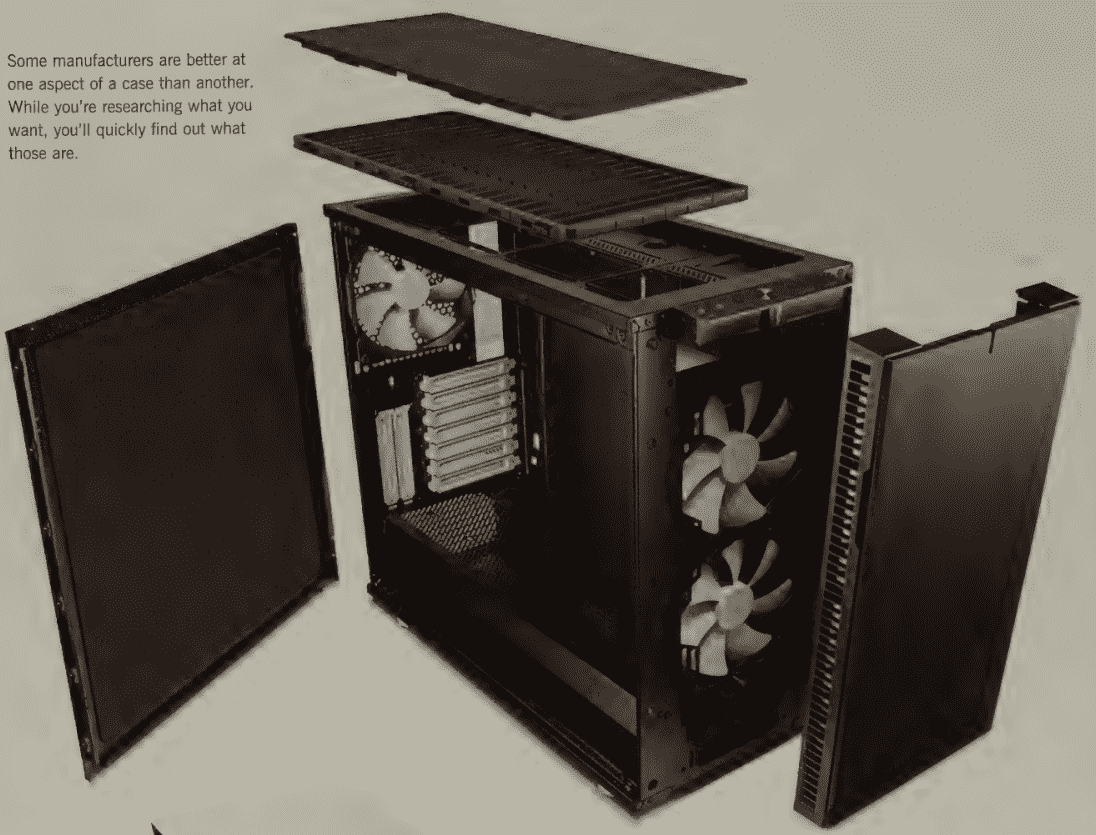 Some manufacturers are better at
one aspect of a case than another.
While you're researching what you
want, you'll quickly find out what
those are.